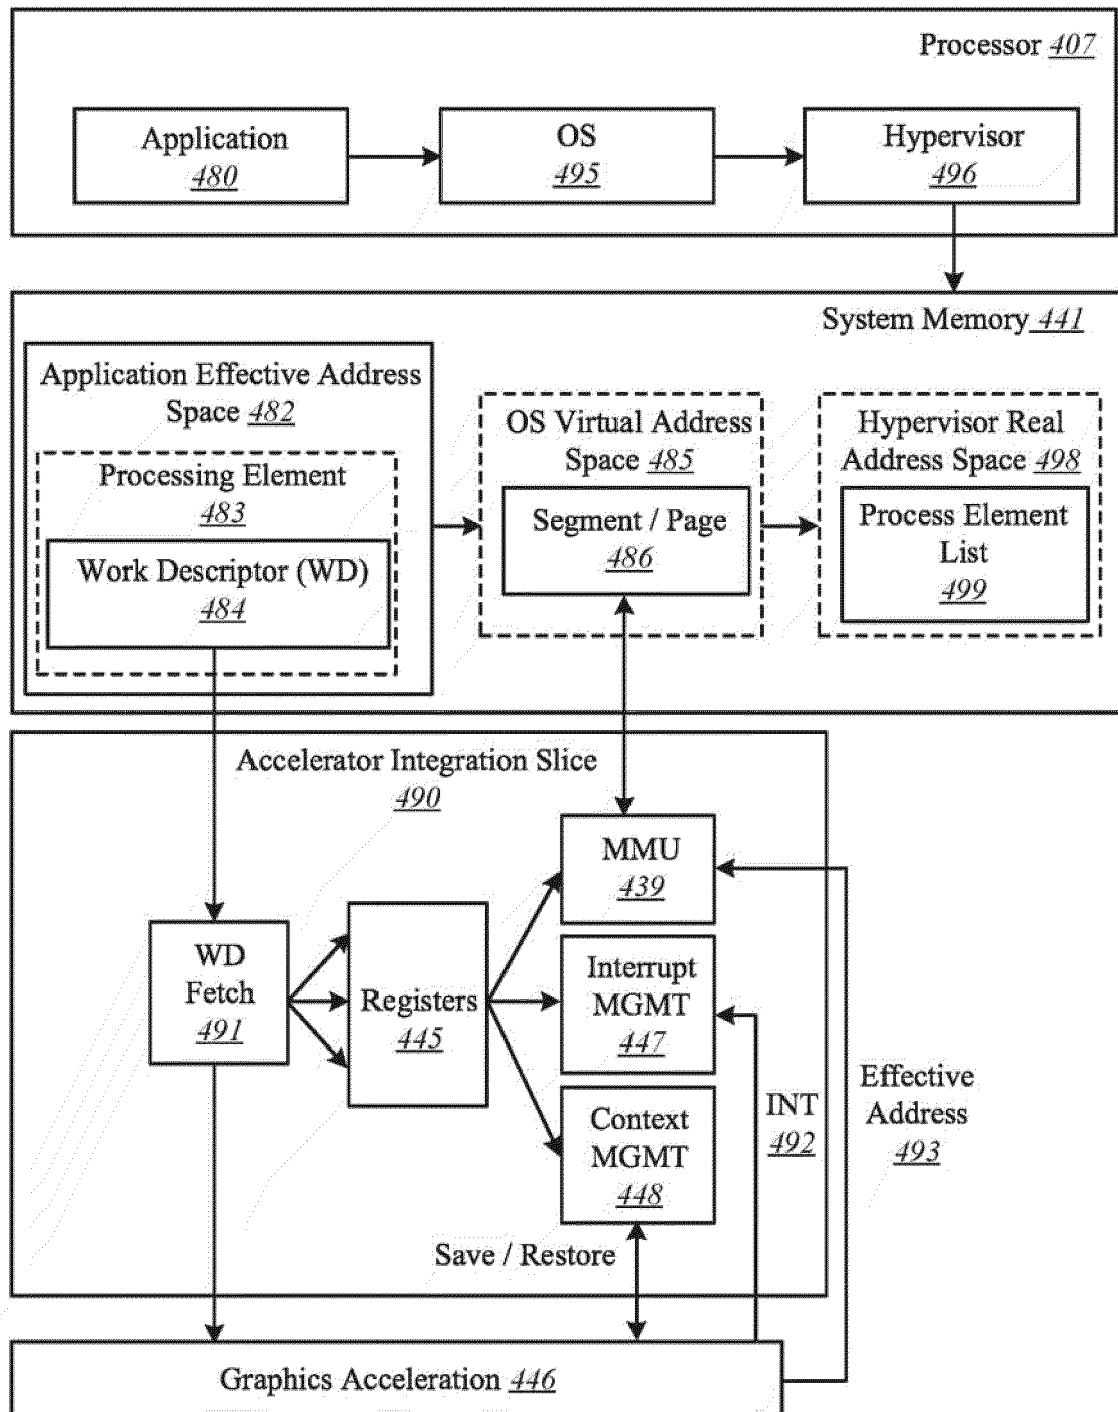 Processor 407
Application
480
OS
495
Hypervisor
496
System Memory 441
Application Effective Address
Space 482
Processing Element
483
Work Descriptor (WD)
484
OS Virtual Address
Space 485
Segment / Page
486
Hypervisor Real
Address Space 498
Process Element
List
499
Accelerator Integration Slice
490
WD
Fetch
491
Registers
445
MMU
439
Interrupt
MGMT
447
Context
MGMT
448
INT
492
Effective
Address
493
Save / Restore
Graphics Acceleration 446